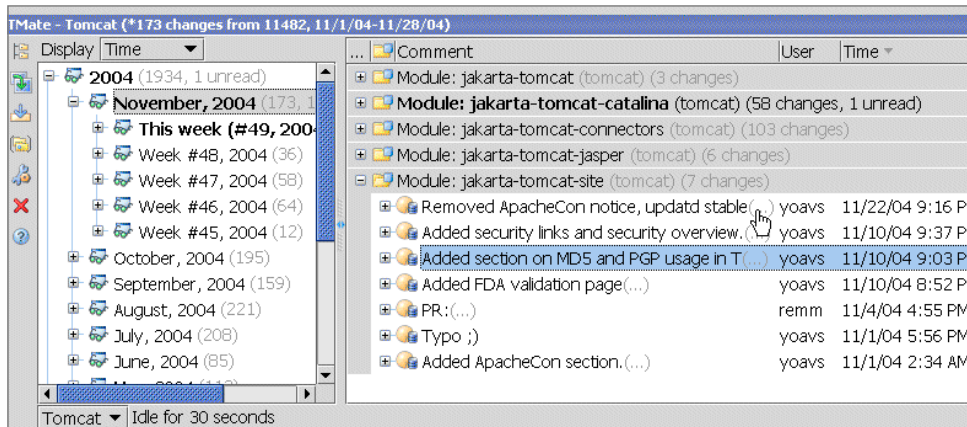 TMate - Tomcat (*173 changes from 11482, 11/1/04-11/28/04)
Display Time
2004 (1934, 1 unread)
November, 2004 (173, 1
This week (#49, 200
Week #48, 2004 (36)
Week #47, 2004 (58)
Week #46, 2004 (64)
Week #45, 2004 (12)
October, 2004 (195)
September, 2004 (159)
August, 2004 (221)
July, 2004 (208)
June, 2004 (85)
... Comment User Time
Module: jakarta-tomcat (tomcat) (3 changes)
Module: jakarta-tomcat-catalina (tomcat) (58 changes, 1 unread)
Module: jakarta-tomcat-connectors (tomcat) (103 changes)
Module: jakarta-tomcat-jasper (tomcat) (6 changes)
Module: jakarta-tomcat-site (tomcat) (7 changes)
Removed ApacheCon notice, updatd stable(...) yoavs 11/22/04 9:16 P
Added security links and security overview.(...) yoavs 11/10/04 9:37 P
Added section on MD5 and PGP usage in T(...) yoavs 11/10/04 9:03 P
Added FDA validation page(...) yoavs 11/10/04 8:52 P
PR:(...) remm 11/4/04 4:55 PM
Typo ;) yoavs 11/1/04 5:56 PM
Added ApacheCon section.(...) yoavs 11/1/04 2:34 AM
Tomcat Idle for 30 seconds